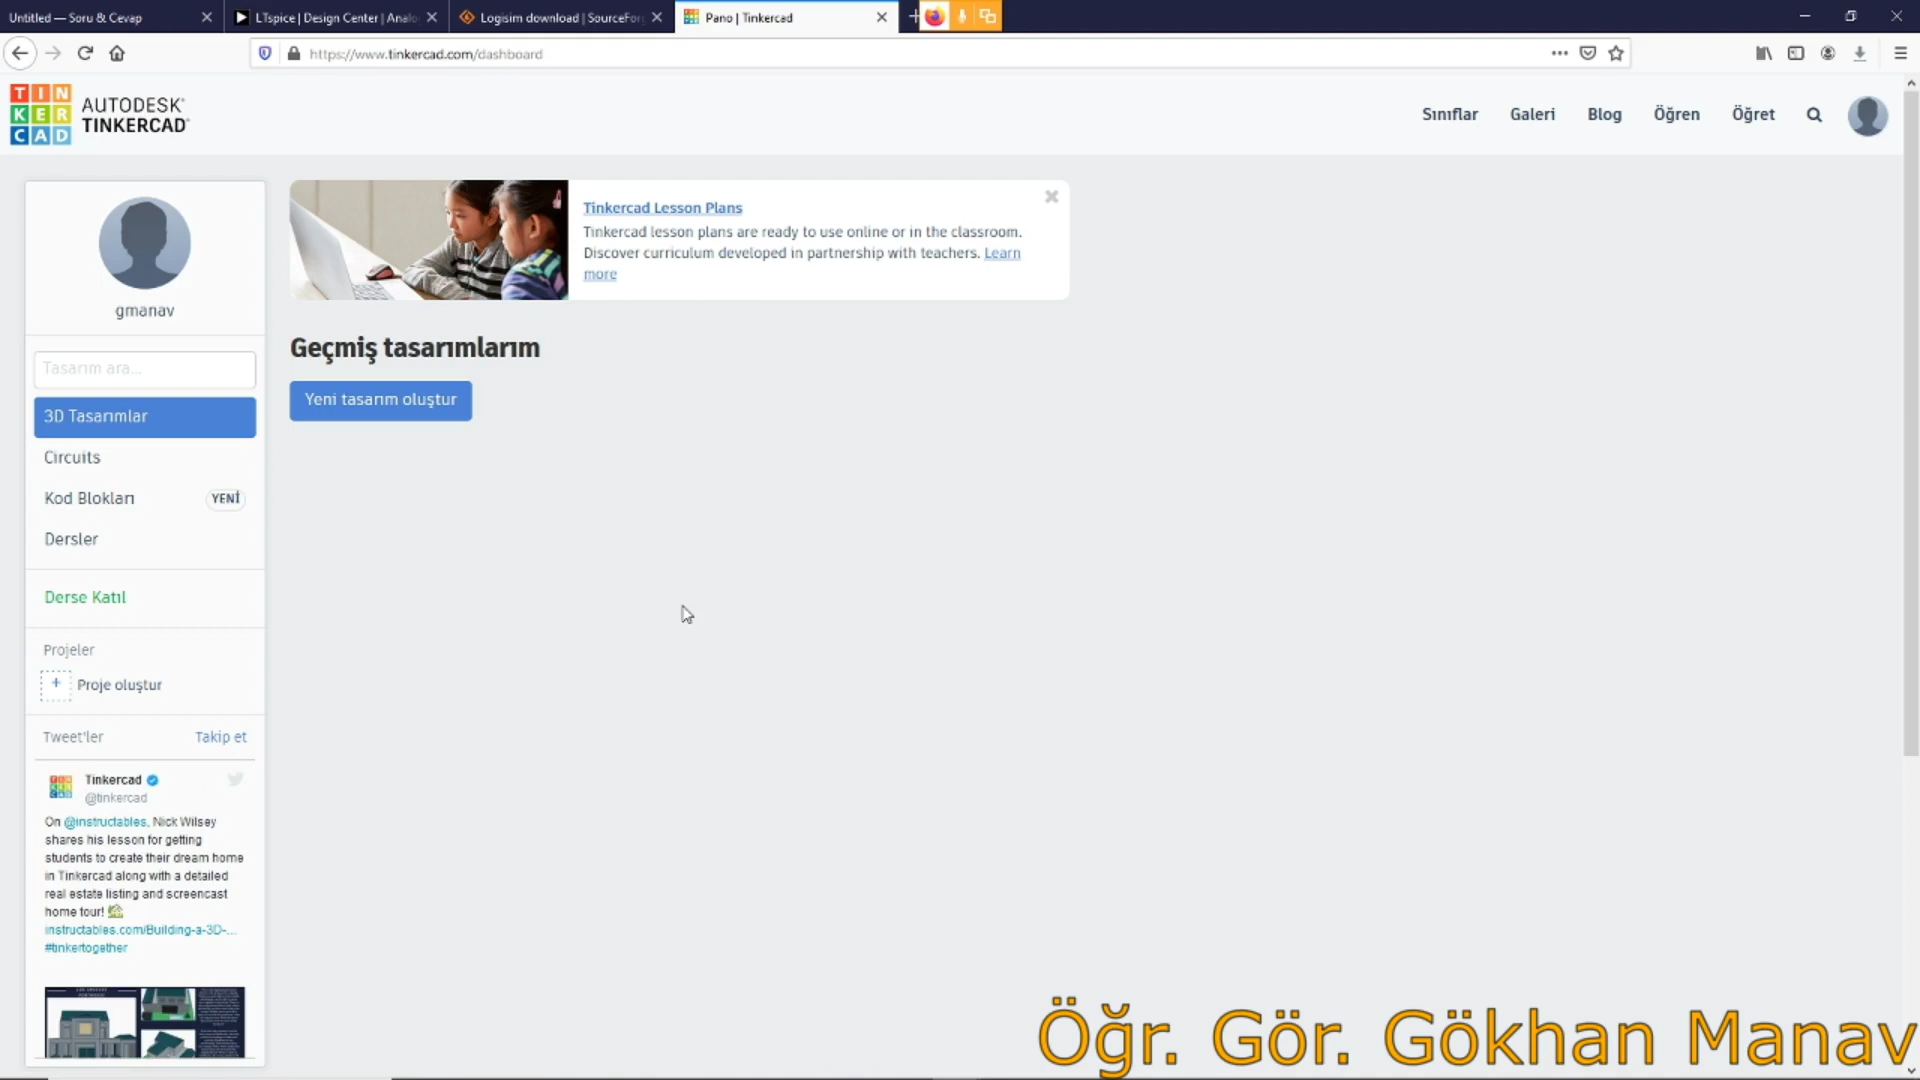 Untitled — Soru & Cevap
LTspice | Design Center | Analo
Logisim download | SourceFor
Pano | Tinkercad
https://www.tinkercad.com/dashboard
TIN
KER
CAD
AUTODESK®
TINKERCAD®
Sınıflar
Galeri
Blog
Öğren
Öğret
gmanav
Tasarım ara...
3D Tasarımlar
Circuits
Kod Blokları
YENİ
Dersler
Derse Katıl
Projeler
+ Proje oluştur
Tweet'ler
Takip et
Tinkercad
@tinkercad
On @instructables, Nick Wilsey
shares his lesson for getting
students to create their dream home
in Tinkercad along with a detailed
real estate listing and screencast
home tour!
instructables.com/Building-a-3D-...
#tinkertogether
Tinkercad Lesson Plans
Tinkercad lesson plans are ready to use online or in the classroom.
Discover curriculum developed in partnership with teachers. Learn
more
Geçmiş tasarımlarım
Yeni tasarım oluştur
Öğr. Gör. Gökhan Manav